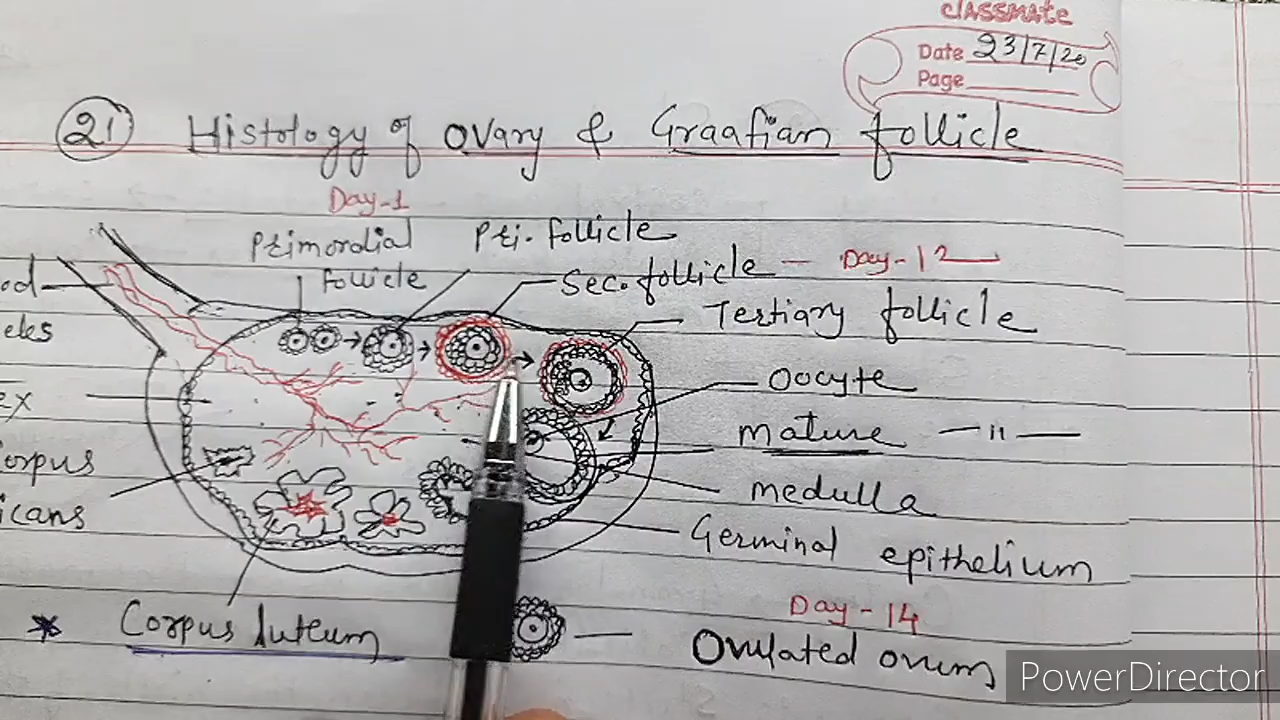 classmate
Date 23/7/20
Page
21 Histology of Ovary & Graafian follicle
Day-1
Primordial follicle
Pri. follicle
Sec. follicle - Day-12
Tertiary follicle
Oocyte
mature — 11 —
medulla
Germinal epithelium
Corpus luteum
Day-14
Ovulated ovum
PowerDirector